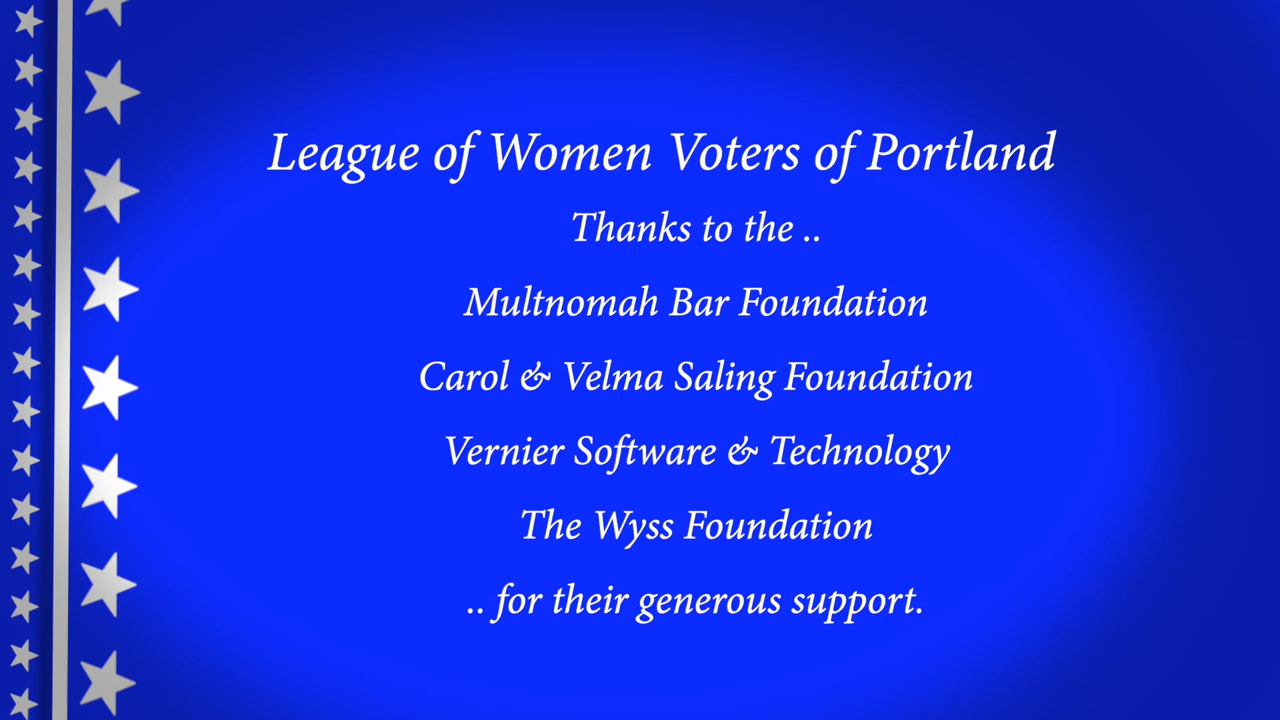 League of Women Voters of Portland
Thanks to the ..
Multnomah Bar Foundation
Carol & Velma Saling Foundation
Vernier Software & Technology
The Wyss Foundation
.. for their generous support.